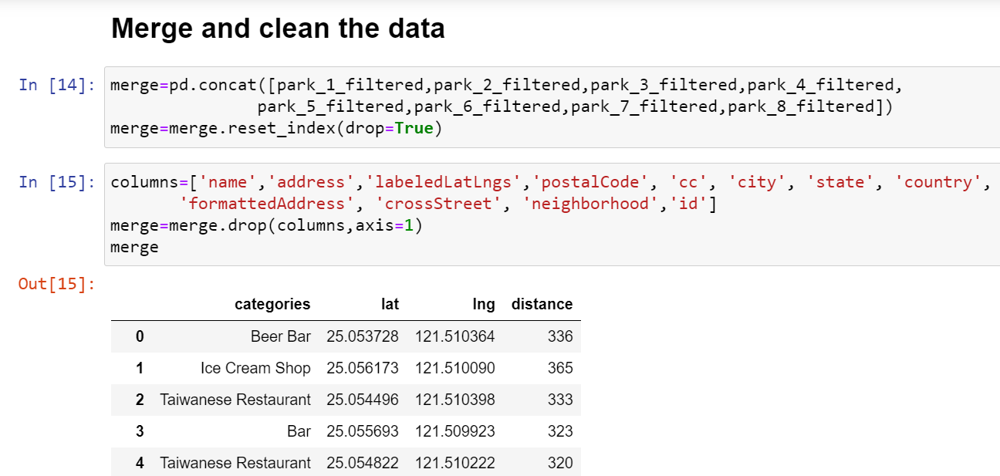 Merge and clean the data
In [14]: merge=pd.concat([park_1_filtered,park_2_filtered,park_3_filtered,park_4_filtered,
park_5_filtered,park_6_filtered,park_7_filtered,park_8_filtered])
merge=merge.reset_index(drop=True)
In [15]: columns=['name','address','labeledLatLngs','postalCode', 'cc', 'city', 'state', 'country',
'formattedAddress', 'crossStreet', 'neighborhood','id']
merge=merge.drop(columns,axis=1)
merge
Out[15]:
categories lat lng distance
0 Beer Bar 25.053728 121.510364 336
1 Ice Cream Shop 25.056173 121.510090 365
2 Taiwanese Restaurant 25.054496 121.510398 333
3 Bar 25.055693 121.509923 323
4 Taiwanese Restaurant 25.054822 121.510222 320